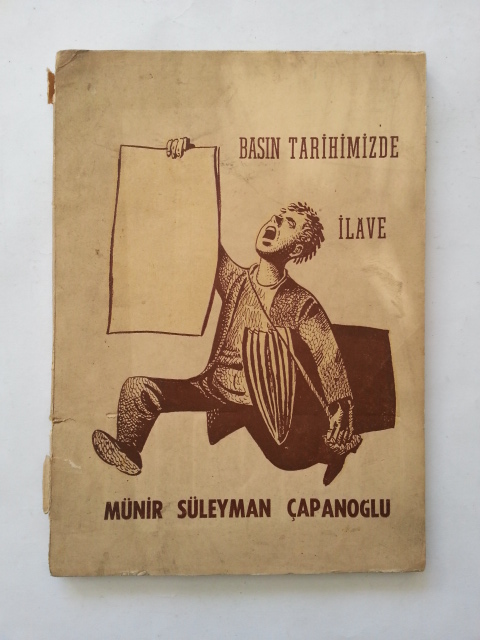 BASIN TARİHİMİZDE
İLAVE
MÜNİR SÜLEYMAN ÇAPANOGLU